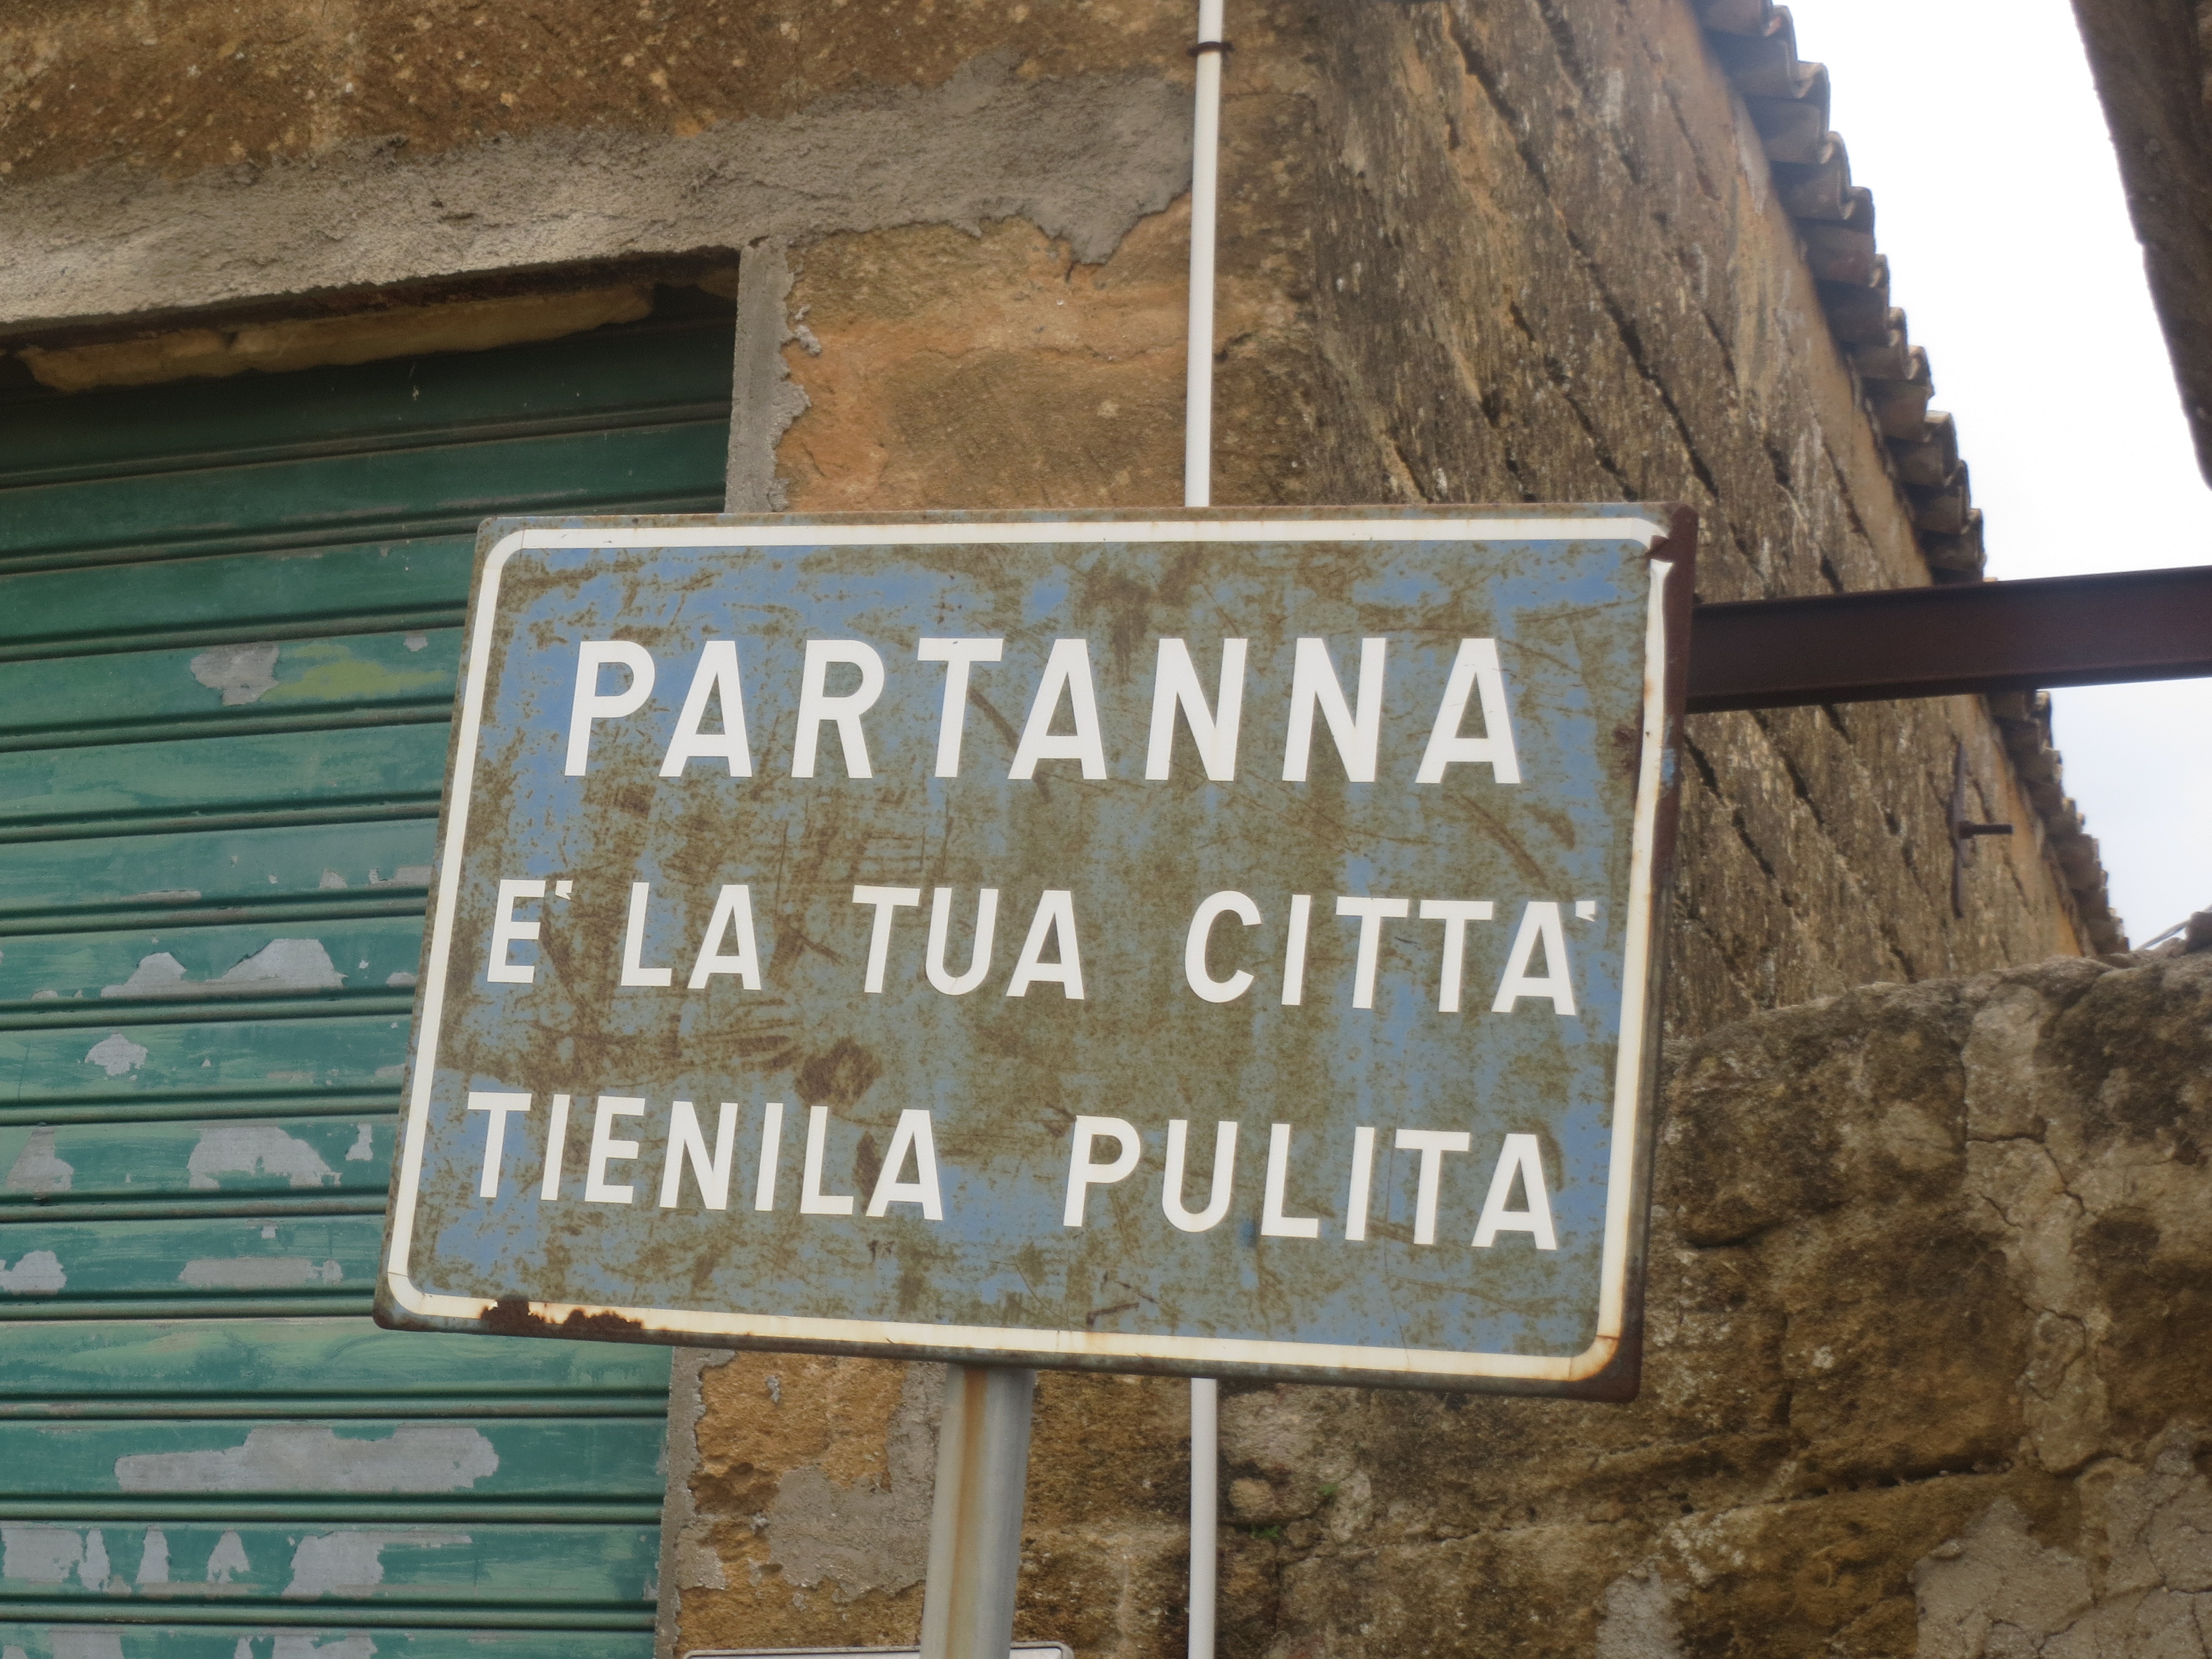 PARTANNA
E' LA TUA CITTA'
TIENILA PULITA